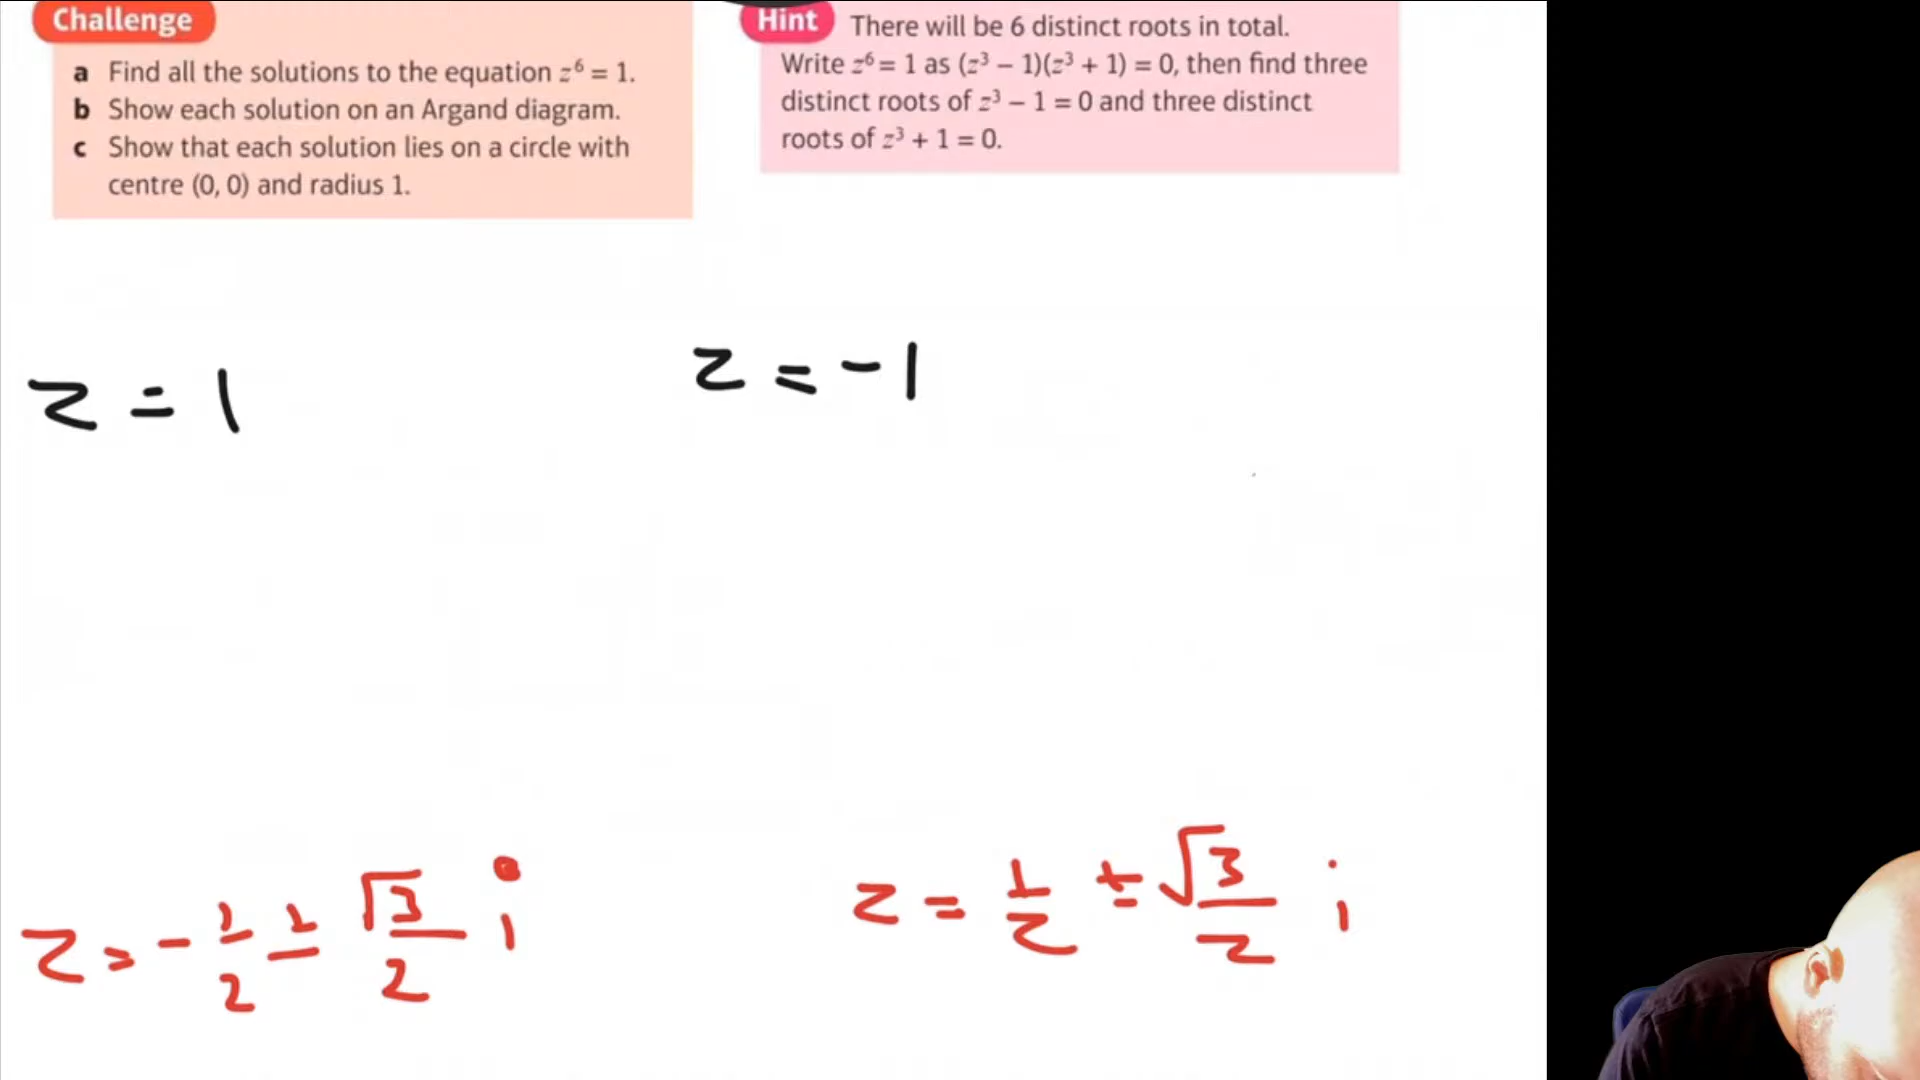 Challenge
a Find all the solutions to the equation z⁶ = 1.
b Show each solution on an Argand diagram.
c Show that each solution lies on a circle with
centre (0, 0) and radius 1.
Hint There will be 6 distinct roots in total.
Write z⁶ = 1 as (z³ – 1)(z³ + 1) = 0, then find three
distinct roots of z³ – 1 = 0 and three distinct
roots of z³ + 1 = 0.
z = 1
z = -1
z = -1/2 ± √3/2 i
z = 1/2 ± √3/2 i